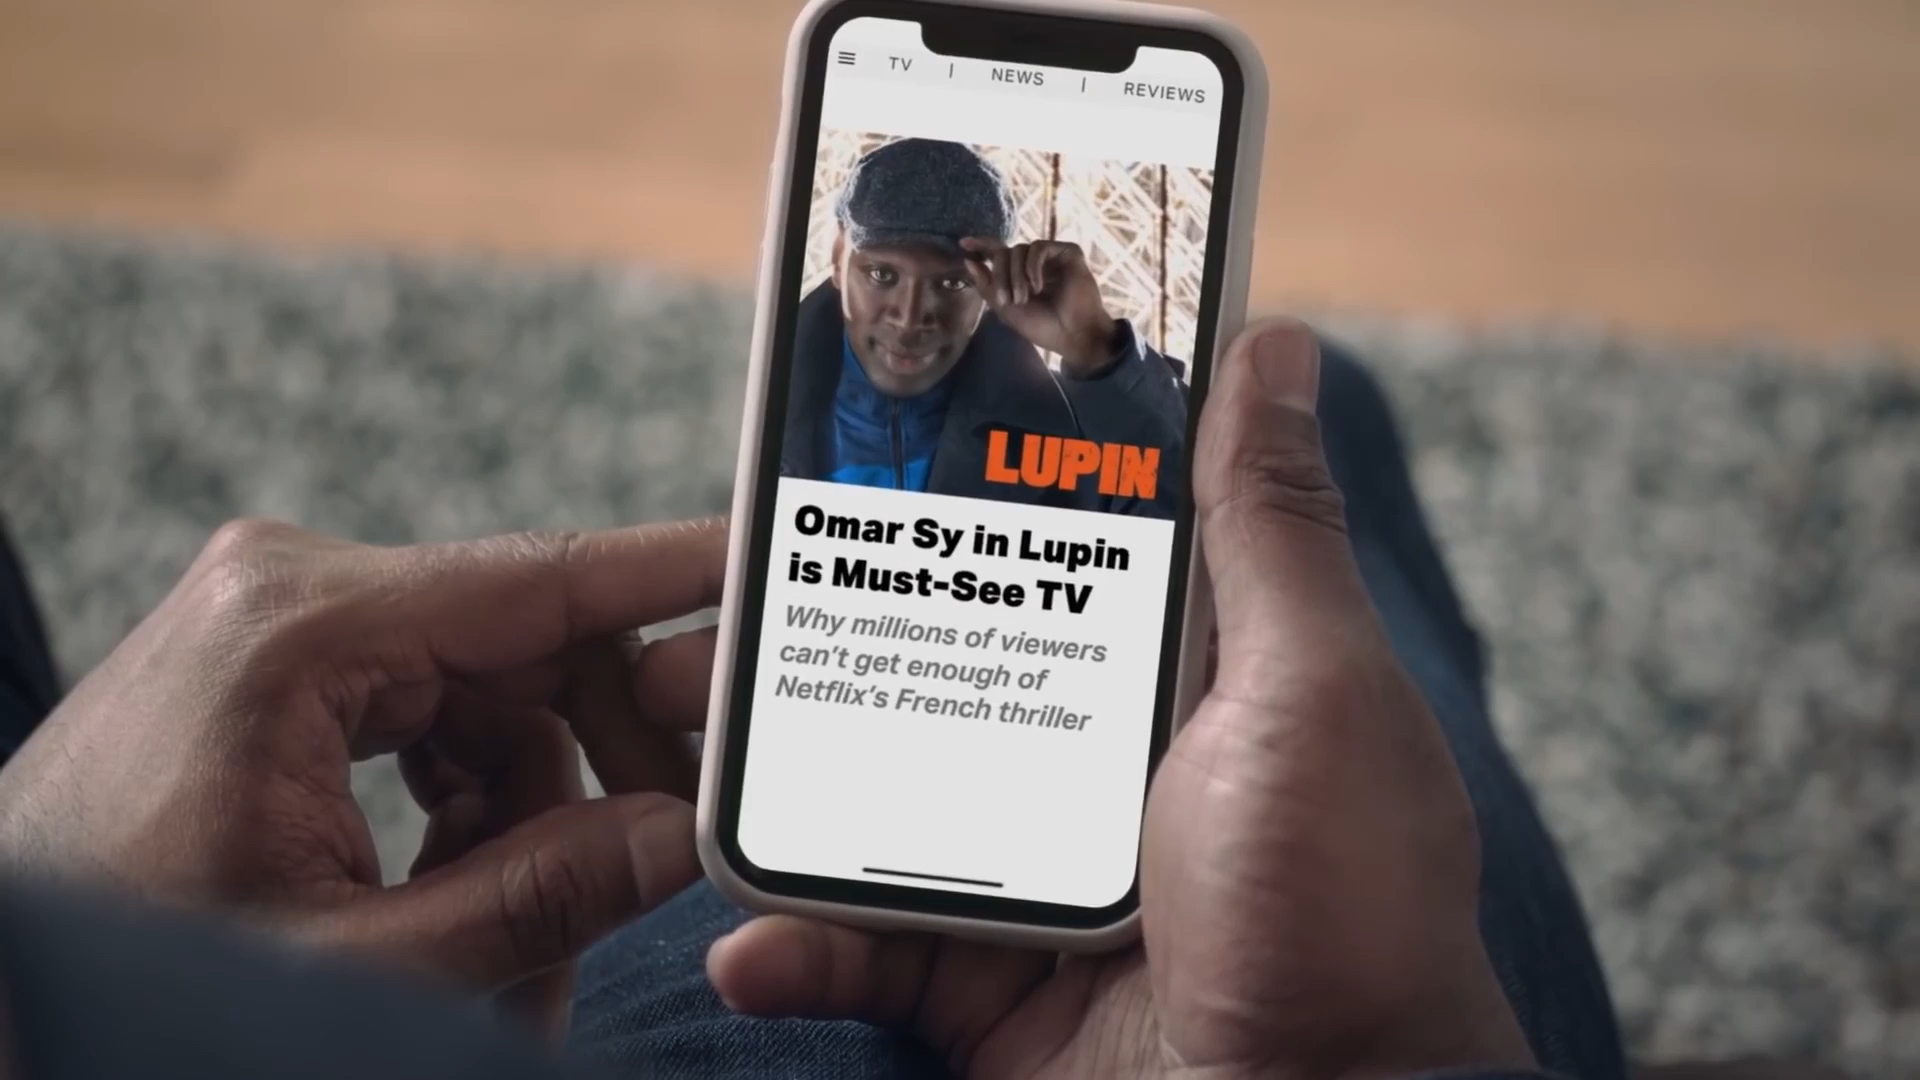 TV | NEWS | REVIEWS
LUPIN
Omar Sy in Lupin
is Must-See TV
Why millions of viewers
can't get enough of
Netflix's French thriller